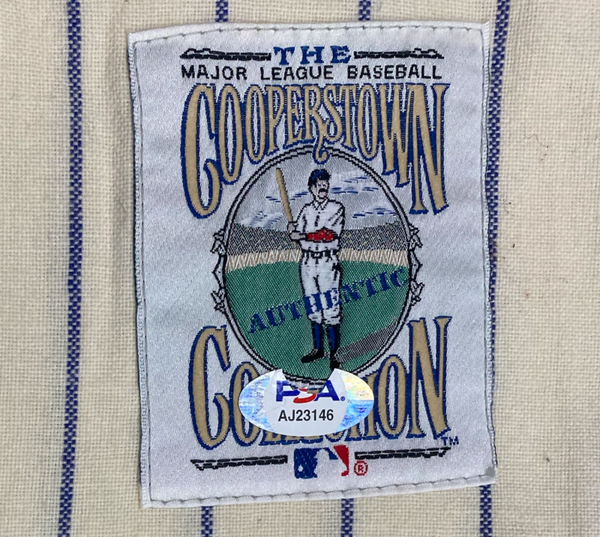 THE
MAJOR LEAGUE BASEBALL
COOPERSTOWN
AUTHENTIC
COLLECTION
PSA.
AJ23146
TM
®